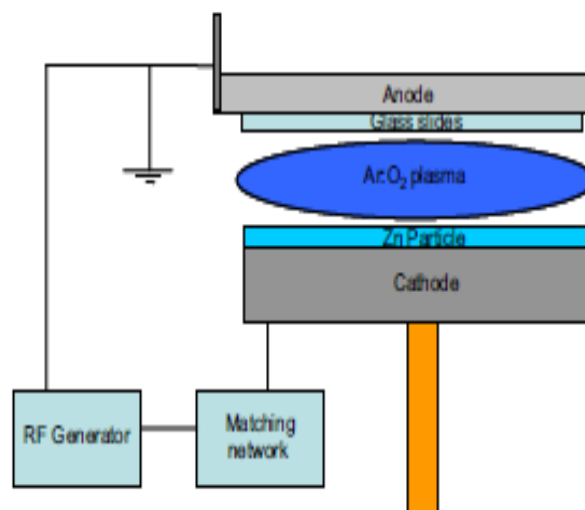 Anode
Glass slides
Ar:O₂ plasma
Zn Particle
Cathode
RF Generator
Matching
network